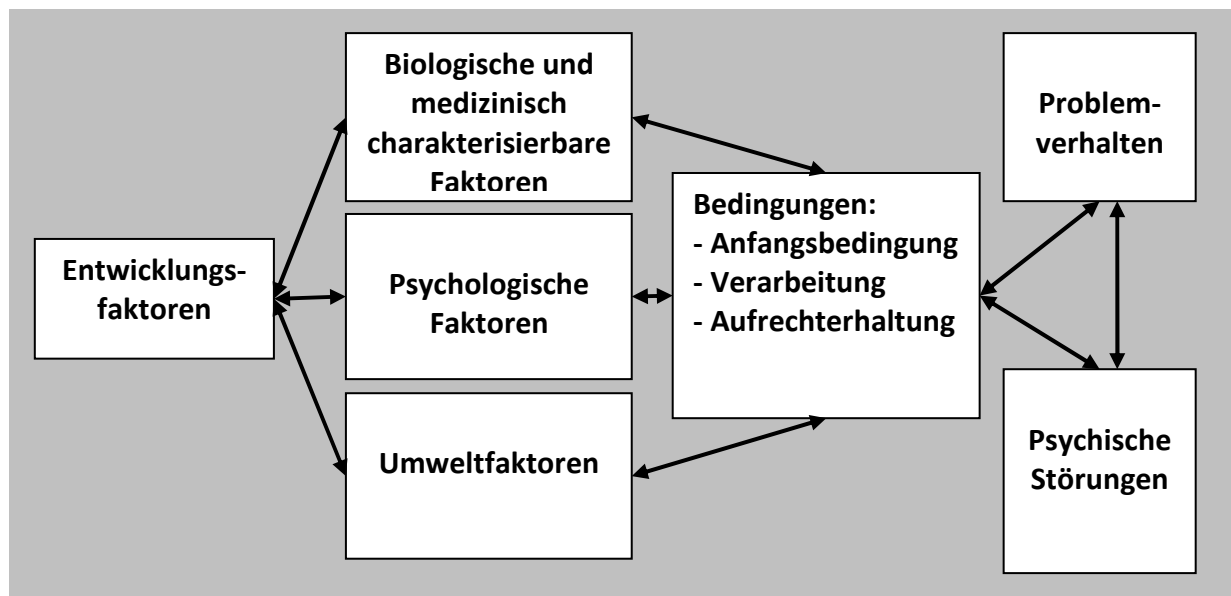 Biologische und
medizinisch
charakterisierbare
Faktoren
Problem-
verhalten
Bedingungen:
- Anfangsbedingung
- Verarbeitung
- Aufrechterhaltung
Entwicklungs-
faktoren
Psychologische
Faktoren
Umweltfaktoren
Psychische
Störungen